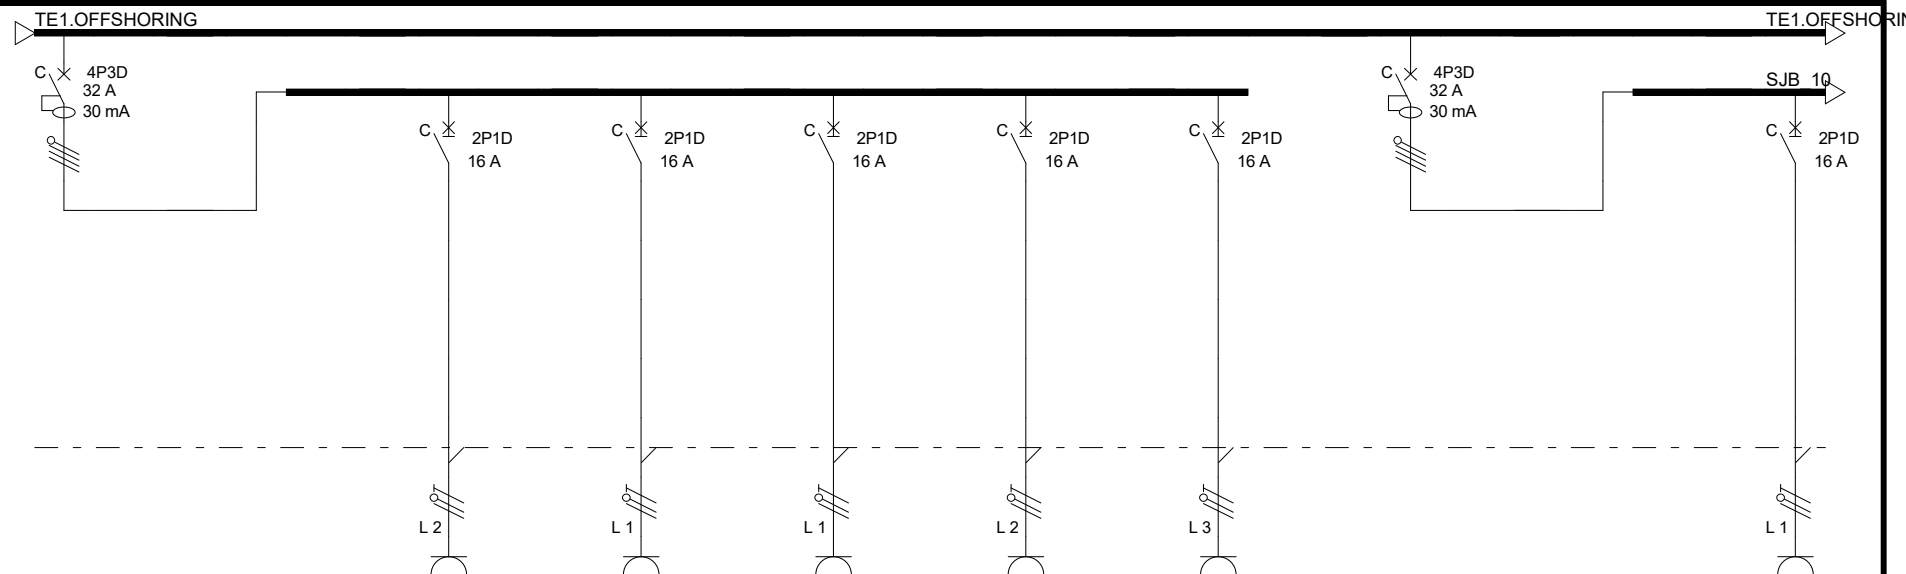 TE1.OFFSHORING
TE1.OFFSHORIN
C 4P3D
32 A
30 mA
C 4P3D
32 A
30 mA
SJB 10
C 2P1D
16 A
C 2P1D
16 A
C 2P1D
16 A
C 2P1D
16 A
C 2P1D
16 A
C 2P1D
16 A
L 2
L 1
L 1
L 2
L 3
L 1